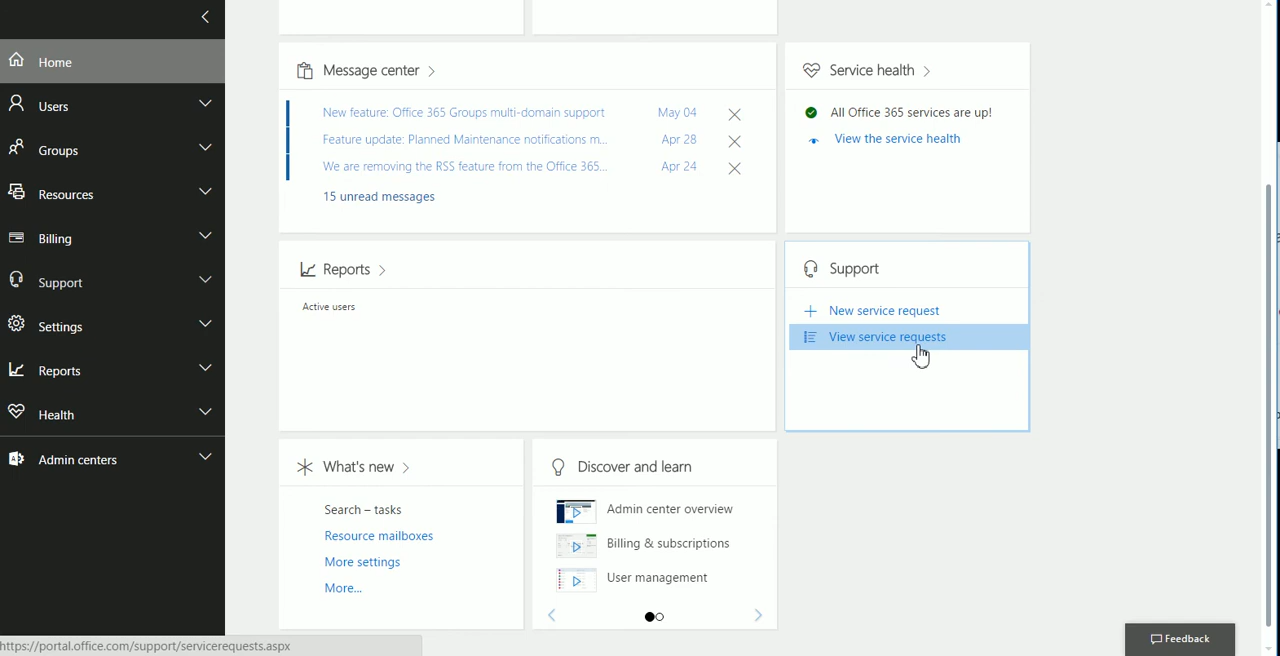 Home
Users
Groups
Resources
Billing
Support
Settings
Reports
Health
Admin centers
Message center
New feature: Office 365 Groups multi-domain support May 04
Feature update: Planned Maintenance notifications m... Apr 28
We are removing the RSS feature from the Office 365... Apr 24
15 unread messages
Service health
All Office 365 services are up!
View the service health
Reports
Active users
Support
New service request
View service requests
What's new
Search – tasks
Resource mailboxes
More settings
More...
Discover and learn
Admin center overview
Billing & subscriptions
User management
Feedback
https://portal.office.com/support/servicerequests.aspx